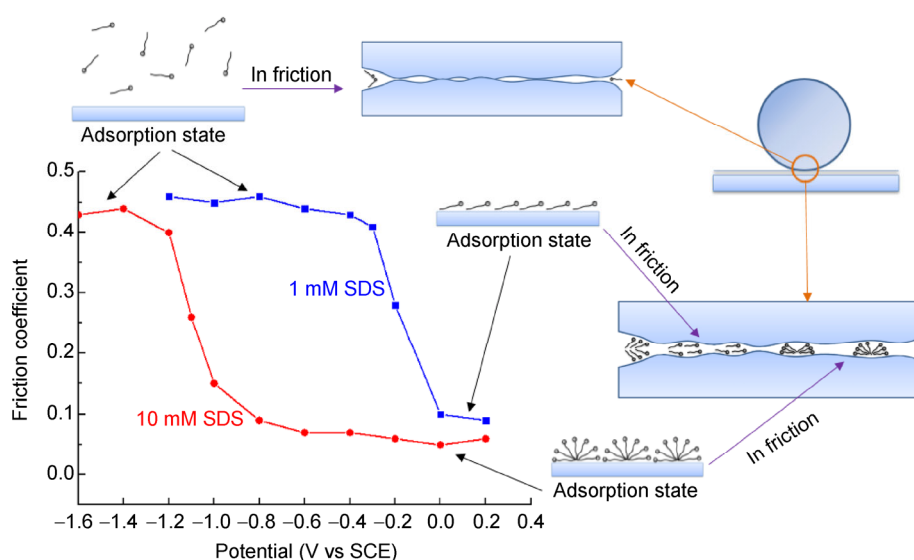 In friction
Adsorption state
0.5
0.4
0.3
0.2
0.1
0.0
Friction coefficient
1 mM SDS
10 mM SDS
Adsorption state
In friction
In friction
Adsorption state
−1.6 −1.4 −1.2 −1.0 −0.8 −0.6 −0.4 −0.2 0.0 0.2 0.4
Potential (V vs SCE)